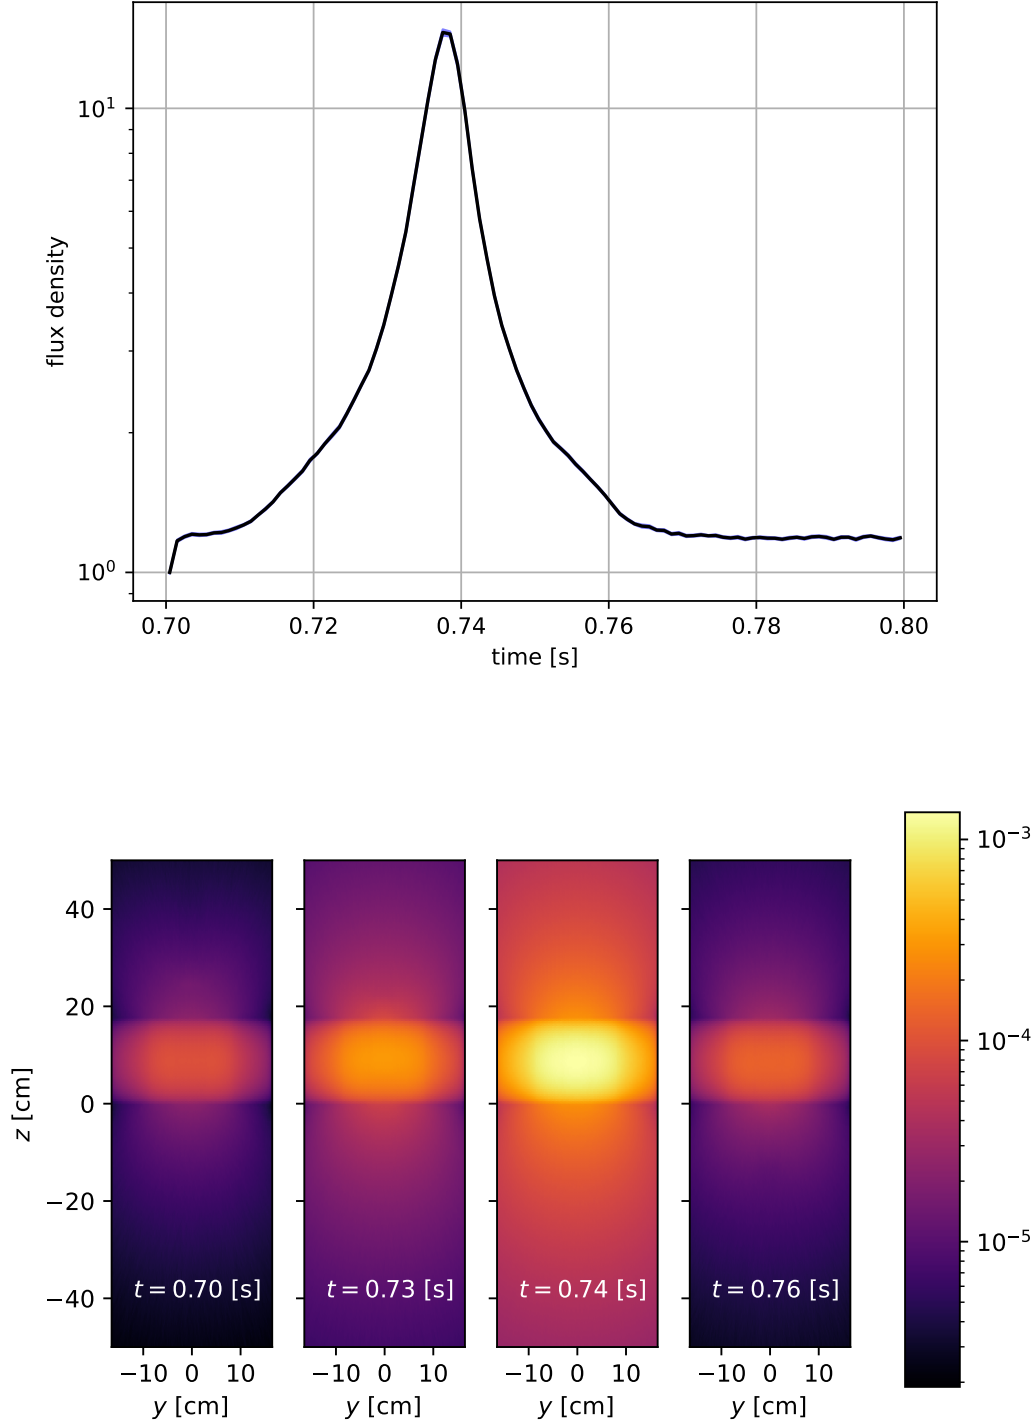 10¹
10⁰
flux density
0.70 0.72 0.74 0.76 0.78 0.80
time [s]
40
20
0
−20
−40
z [cm]
t = 0.70 [s]
t = 0.73 [s]
t = 0.74 [s]
t = 0.76 [s]
−10 0 10
−10 0 10
−10 0 10
−10 0 10
y [cm]
y [cm]
y [cm]
y [cm]
10⁻³
10⁻⁴
10⁻⁵